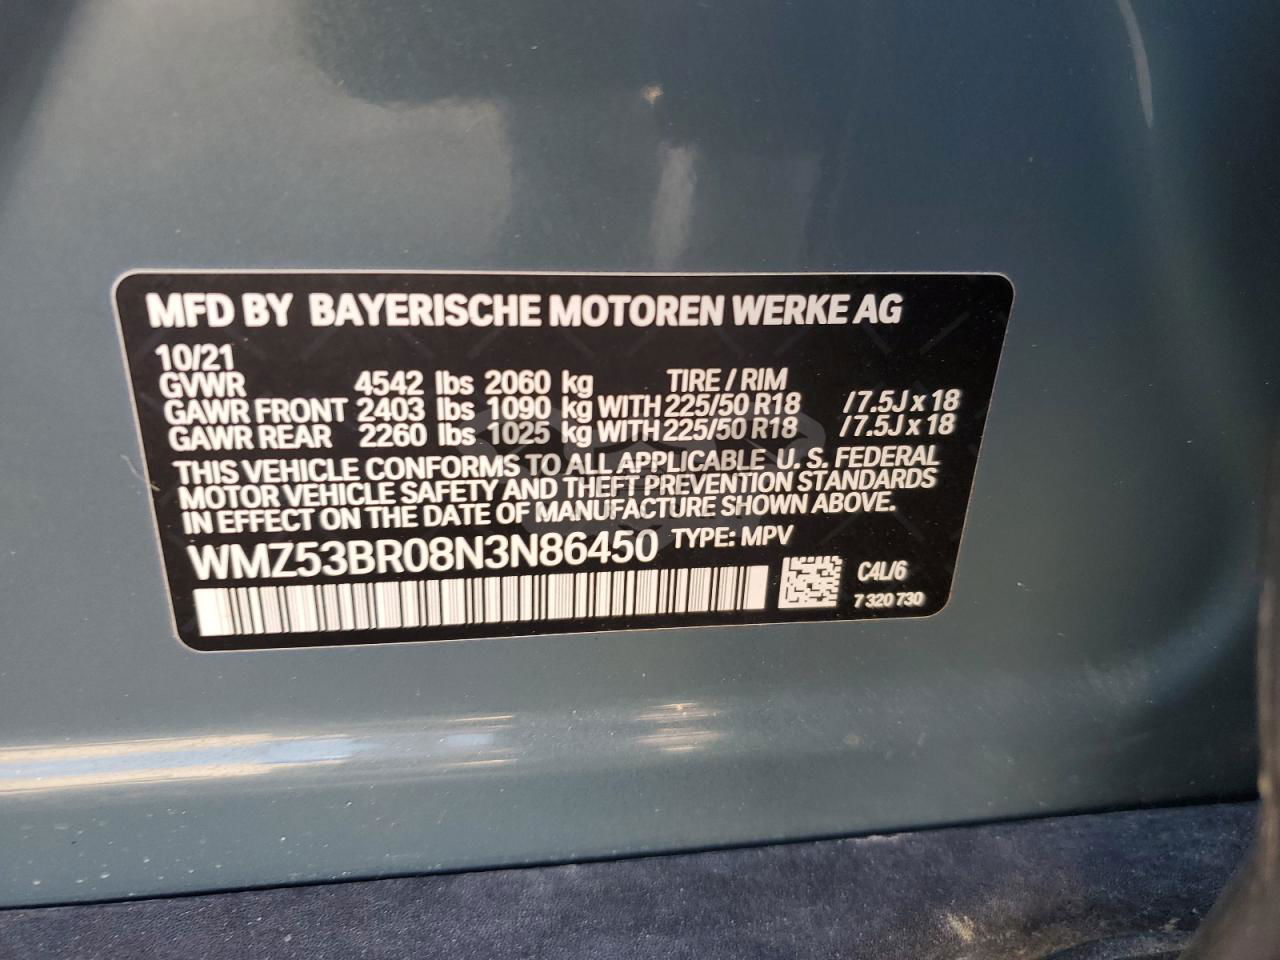 MFD BY BAYERISCHE MOTOREN WERKE AG
10/21
GVWR 4542 lbs 2060 kg TIRE / RIM
GAWR FRONT 2403 lbs 1090 kg WITH 225/50 R18 / 7.5J x 18
GAWR REAR 2260 lbs 1025 kg WITH 225/50 R18 / 7.5J x 18
THIS VEHICLE CONFORMS TO ALL APPLICABLE U. S. FEDERAL
MOTOR VEHICLE SAFETY AND THEFT PREVENTION STANDARDS
IN EFFECT ON THE DATE OF MANUFACTURE SHOWN ABOVE.
WMZ53BR08N3N86450 TYPE: MPV
C4L/6
7 320 730